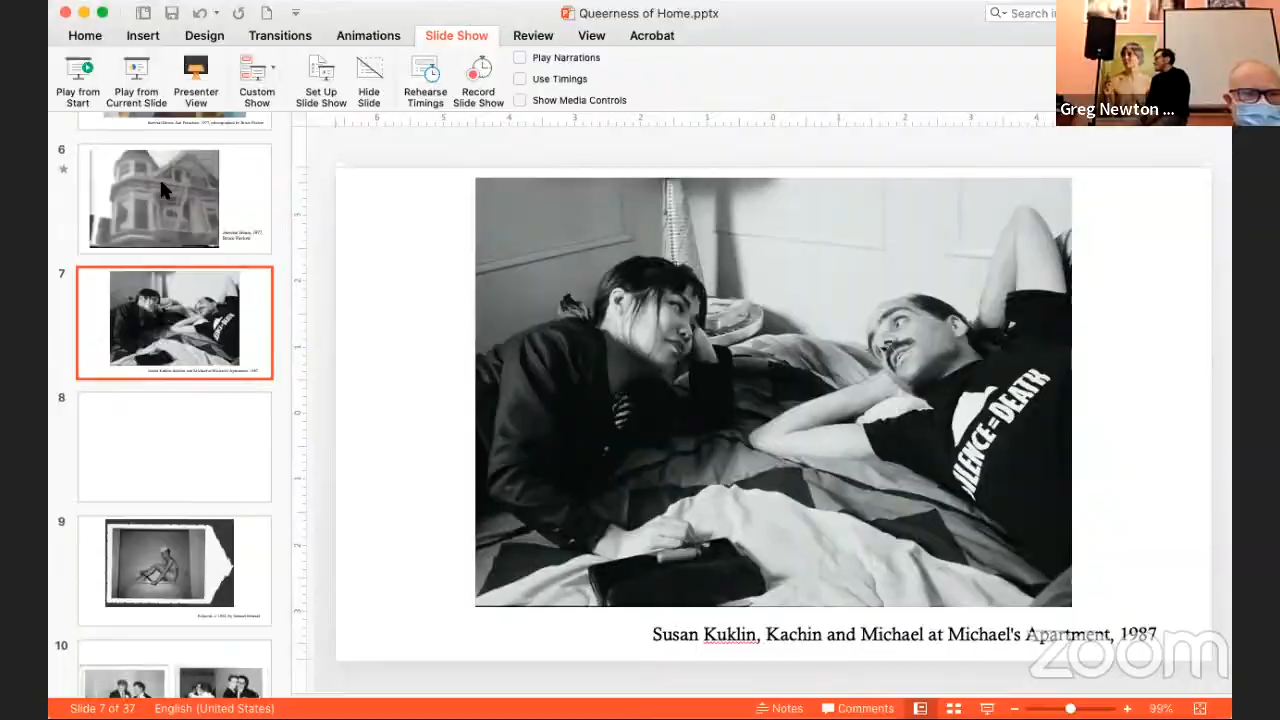 Queerness of Home.pptx
Search in
Home Insert Design Transitions Animations Slide Show Review View Acrobat
Play from Start
Play from Current Slide
Presenter View
Custom Show
Set Up Slide Show
Hide Slide
Rehearse Timings
Record Slide Show
Play Narrations
Use Timings
Show Media Controls
Greg Newton ...
6
7
8
9
10
SILENCE=DEATH
Susan Kuklin, Kachin and Michael at Michael's Apartment, 1987
zoom
Slide 7 of 37 English (United States) Notes Comments 99%